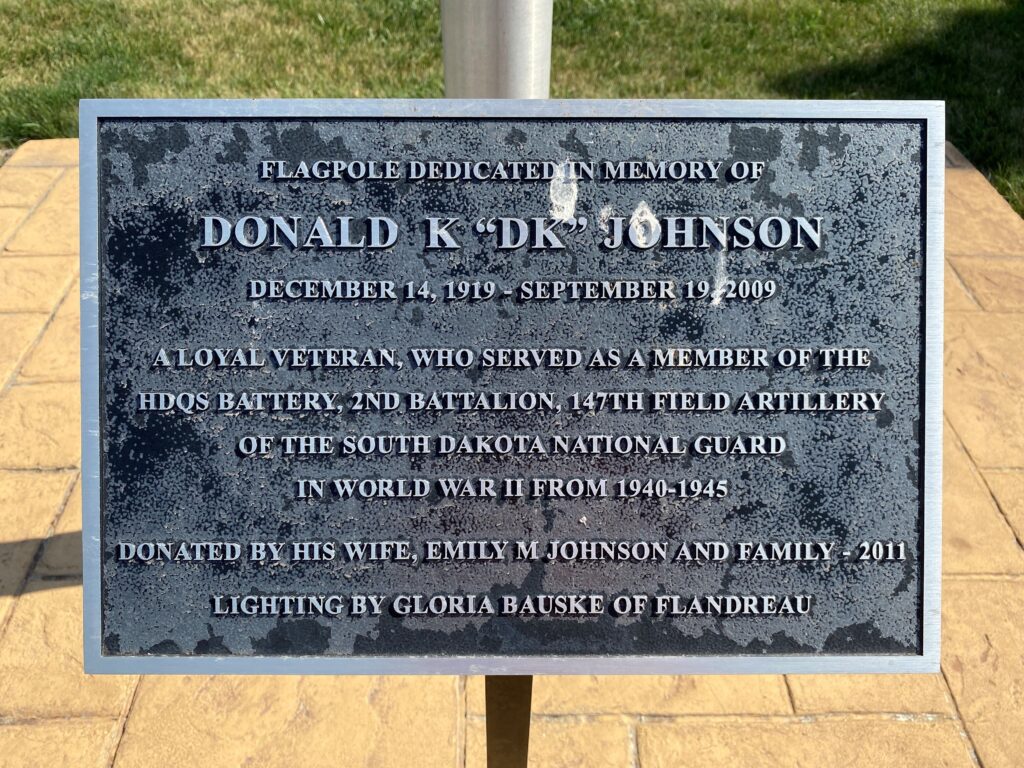 FLAGPOLE DEDICATED IN MEMORY OF
DONALD K “DK” JOHNSON
DECEMBER 14, 1919 - SEPTEMBER 19, 2009
A LOYAL VETERAN, WHO SERVED AS A MEMBER OF THE
HDQS BATTERY, 2ND BATTALION, 147TH FIELD ARTILLERY
OF THE SOUTH DAKOTA NATIONAL GUARD
IN WORLD WAR II FROM 1940-1945
DONATED BY HIS WIFE, EMILY M JOHNSON AND FAMILY - 2011
LIGHTING BY GLORIA BAUSKE OF FLANDREAU